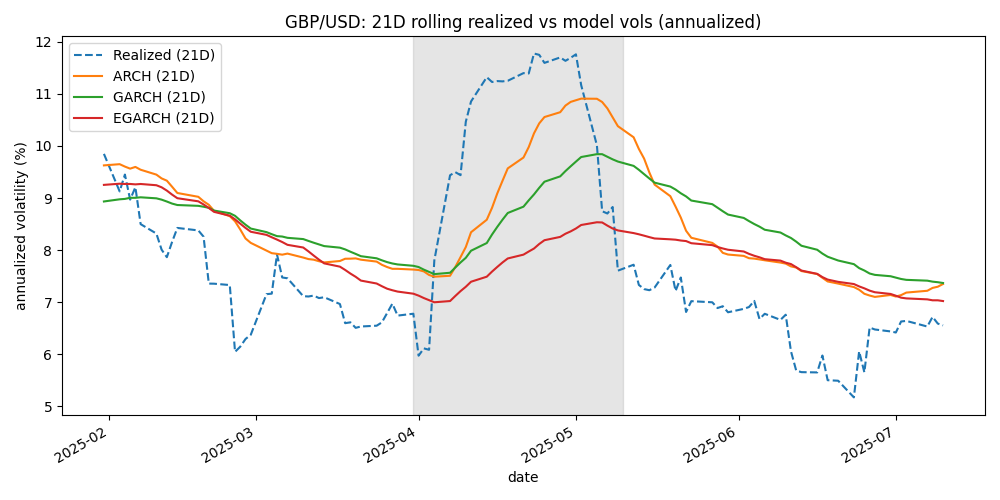 GBP/USD: 21D rolling realized vs model vols (annualized)
Realized (21D)
ARCH (21D)
GARCH (21D)
EGARCH (21D)
annualized volatility (%)
12
11
10
9
8
7
6
5
2025-02
2025-03
2025-04
2025-05
2025-06
2025-07
date